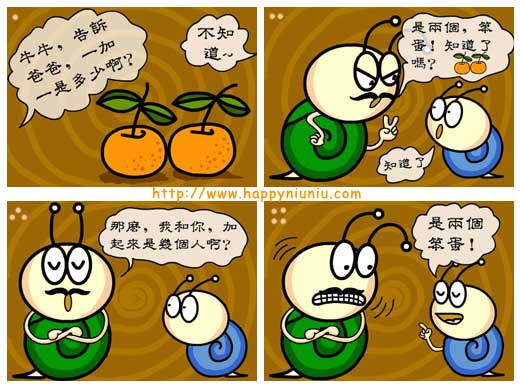 牛牛，告訴
爸爸，一加
一是多少啊？
不知
道~
是兩個，笨
蛋！知道了
嗎？
知道了
http://www.happyniuniu.com
那麼，我和你，加
起來是幾個人啊？
是兩個
笨蛋！